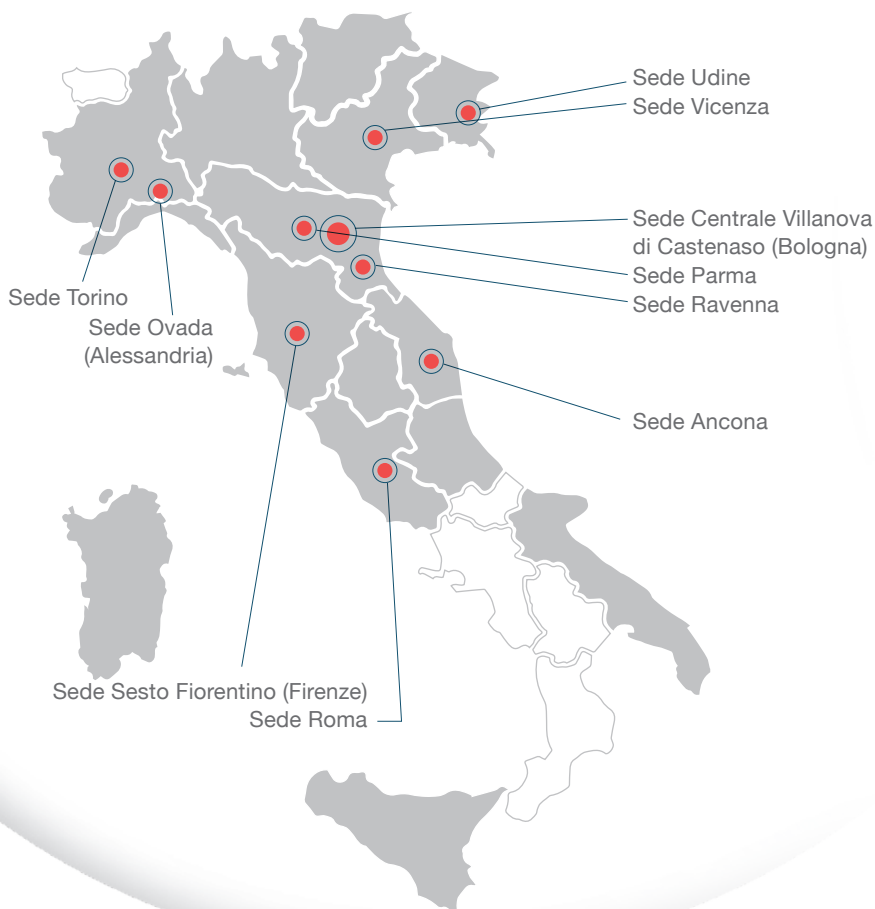 Sede Udine
Sede Vicenza
Sede Centrale Villanova
di Castenaso (Bologna)
Sede Parma
Sede Ravenna
Sede Torino
Sede Ovada
(Alessandria)
Sede Ancona
Sede Sesto Fiorentino (Firenze)
Sede Roma